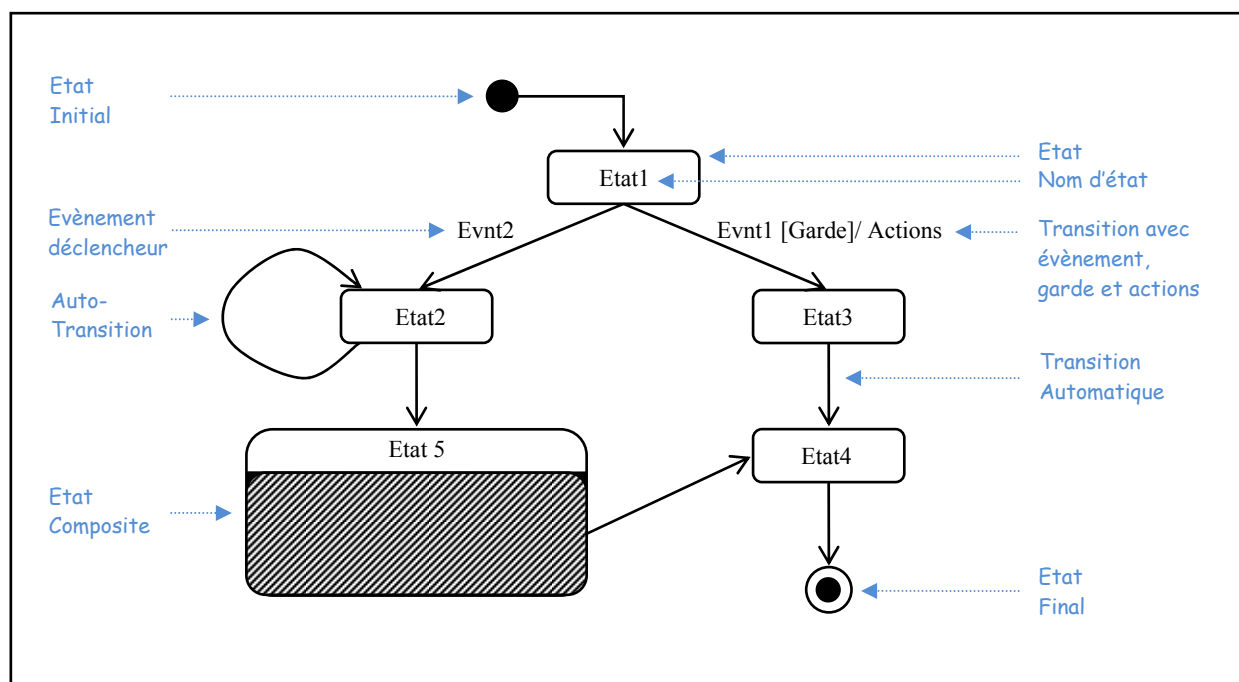 Etat
Initial
Etat
Etat1
Nom d'état
Evènement
déclencheur
Evnt2
Evnt1 [Garde]/ Actions
Transition avec
évènement,
garde et actions
Auto-
Transition
Etat2
Etat3
Transition
Automatique
Etat 5
Etat4
Etat
Composite
Etat
Final